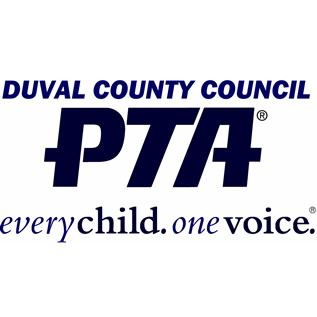 DUVAL COUNTY COUNCIL
PTA®
everychild. onevoice.®